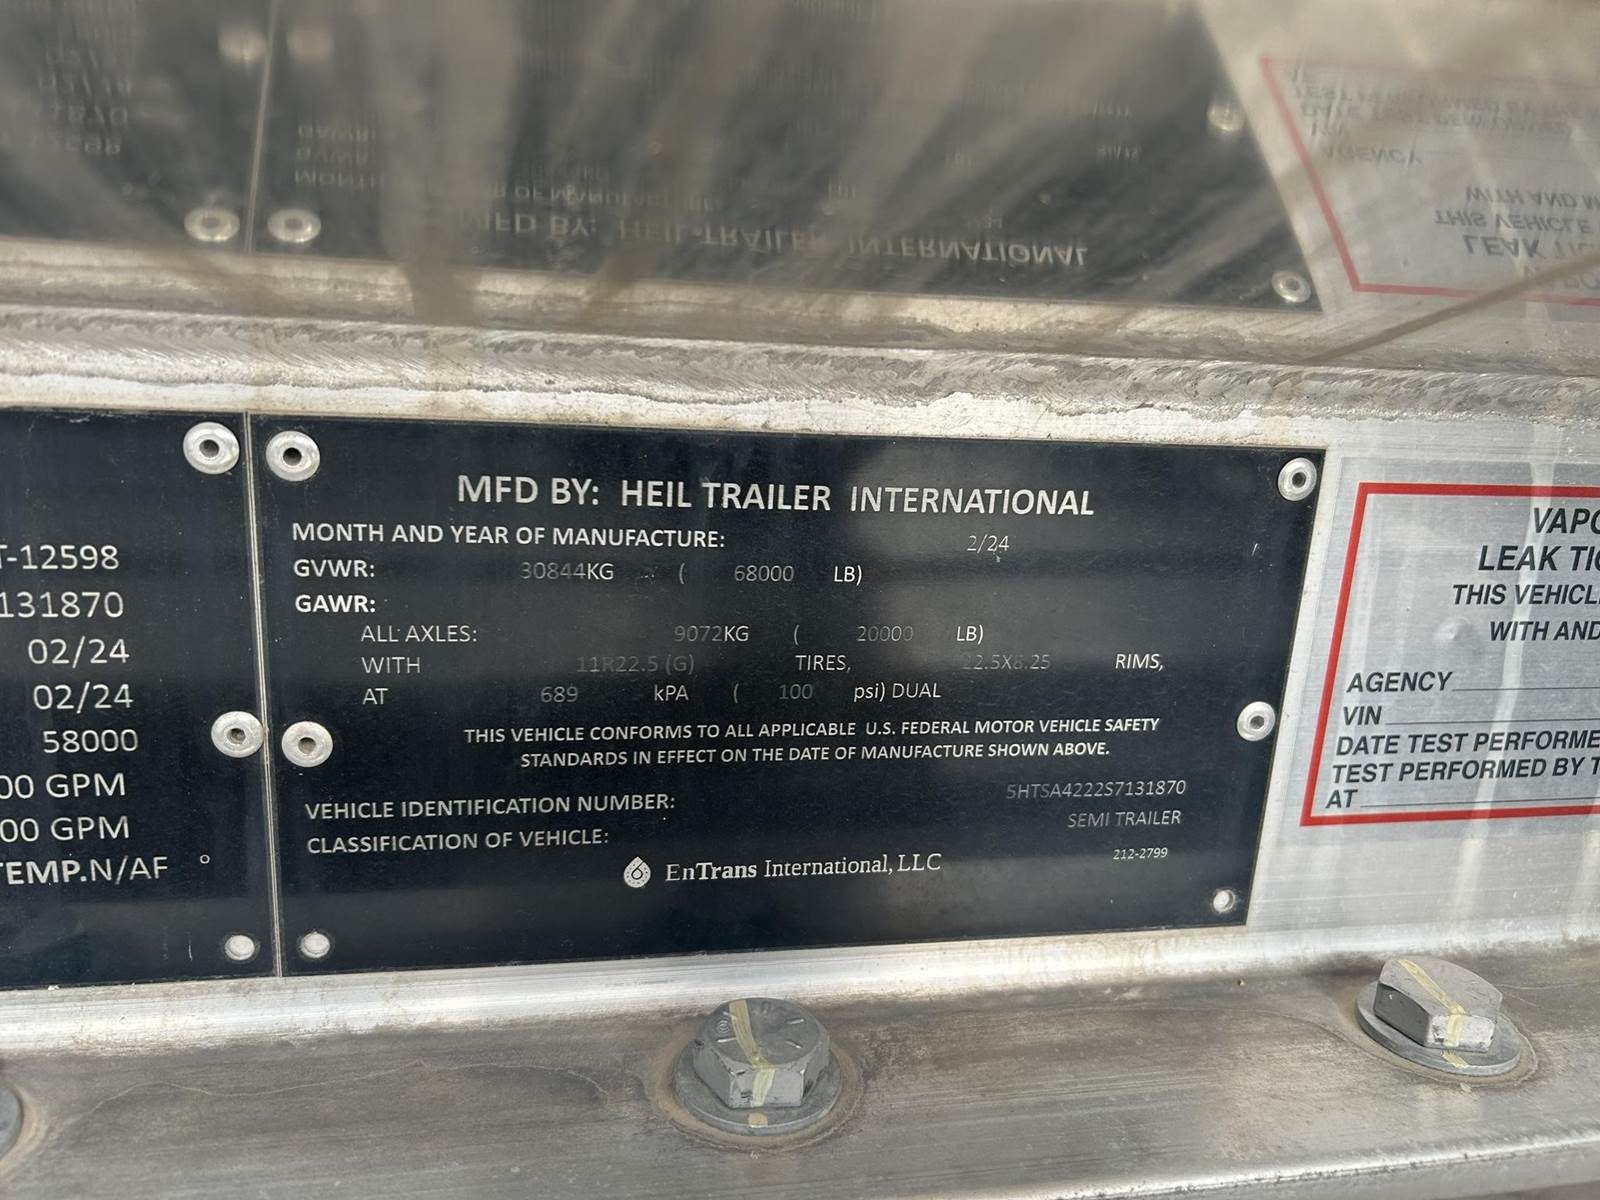 T-12598
131870
02/24
02/24
58000
00 GPM
00 GPM
TEMP.N/AF °
MFD BY: HEIL TRAILER INTERNATIONAL
MONTH AND YEAR OF MANUFACTURE: 2/24
GVWR: 30844KG ( 68000 LB)
GAWR:
ALL AXLES: 9072KG ( 20000 LB)
WITH 11R22.5 (G) TIRES, 22.5X8.25 RIMS,
AT 689 kPA ( 100 psi) DUAL
THIS VEHICLE CONFORMS TO ALL APPLICABLE U.S. FEDERAL MOTOR VEHICLE SAFETY
STANDARDS IN EFFECT ON THE DATE OF MANUFACTURE SHOWN ABOVE.
VEHICLE IDENTIFICATION NUMBER: 5HTSA4222S7131870
CLASSIFICATION OF VEHICLE: SEMI TRAILER
EnTrans International, LLC
212-2799
VAPO
LEAK TIG
THIS VEHICLE
WITH AND
AGENCY
VIN
DATE TEST PERFORME
TEST PERFORMED BY T
AT